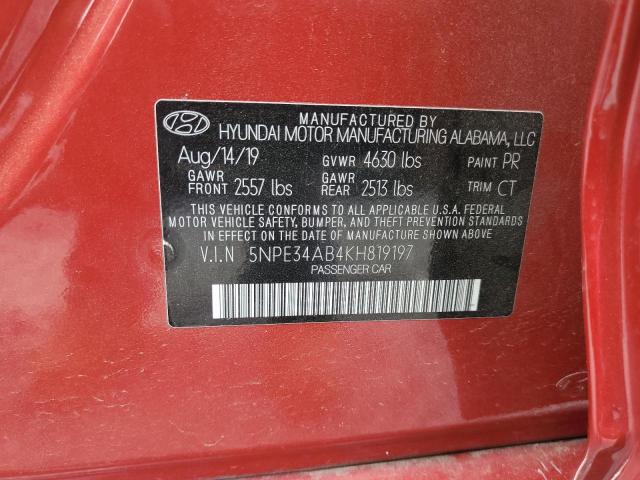 MANUFACTURED BY
HYUNDAI MOTOR MANUFACTURING ALABAMA, LLC
Aug/14/19 GVWR 4630 lbs PAINT PR
GAWR FRONT 2557 lbs GAWR REAR 2513 lbs TRIM CT
THIS VEHICLE CONFORMS TO ALL APPLICABLE U.S.A. FEDERAL
MOTOR VEHICLE SAFETY, BUMPER, AND THEFT PREVENTION STANDARDS
IN EFFECT ON THE DATE OF MANUFACTURE SHOWN ABOVE.
V.I.N 5NPE34AB4KH819197
PASSENGER CAR